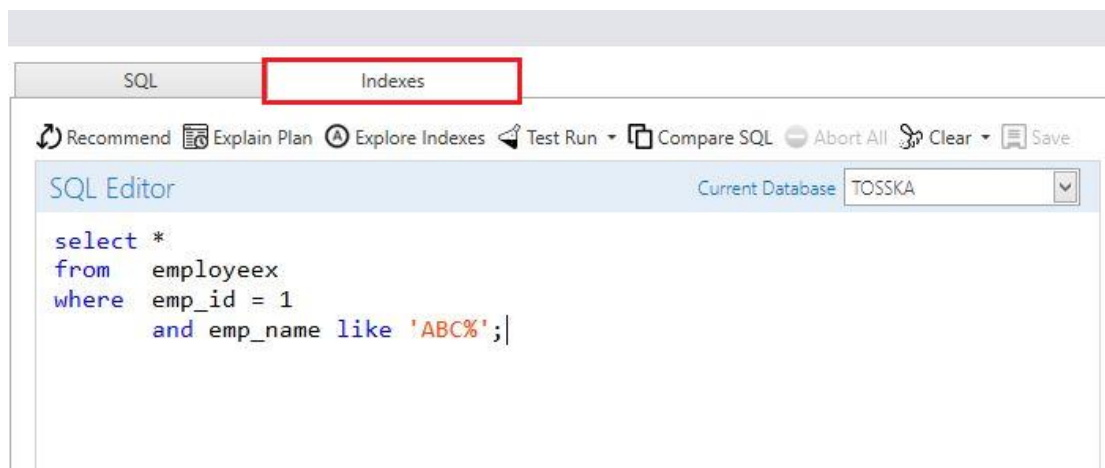 SQL Indexes
Recommend Explain Plan Explore Indexes Test Run Compare SQL Abort All Clear Save
SQL Editor Current Database TOSSKA
select *
from employeex
where emp_id = 1
and emp_name like 'ABC%';